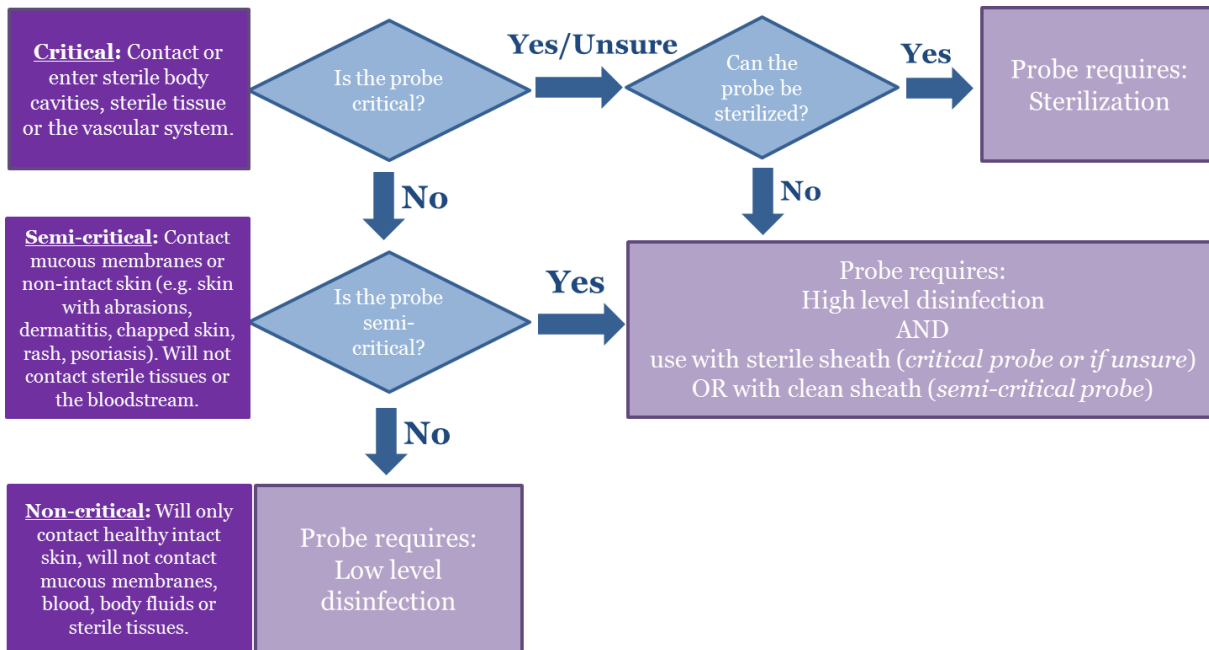 Critical: Contact or
enter sterile body
cavities, sterile tissue
or the vascular system.
Is the probe
critical?
Yes/Unsure
Can the
probe be
sterilized?
Yes
Probe requires:
Sterilization
No
No
Semi-critical: Contact
mucous membranes or
non-intact skin (e.g. skin
with abrasions,
dermatitis, chapped skin,
rash, psoriasis). Will not
contact sterile tissues or
the bloodstream.
Is the probe
semi-
critical?
Yes
Probe requires:
High level disinfection
AND
use with sterile sheath (critical probe or if unsure)
OR with clean sheath (semi-critical probe)
No
Non-critical: Will only
contact healthy intact
skin, will not contact
mucous membranes,
blood, body fluids or
sterile tissues.
Probe requires:
Low level
disinfection